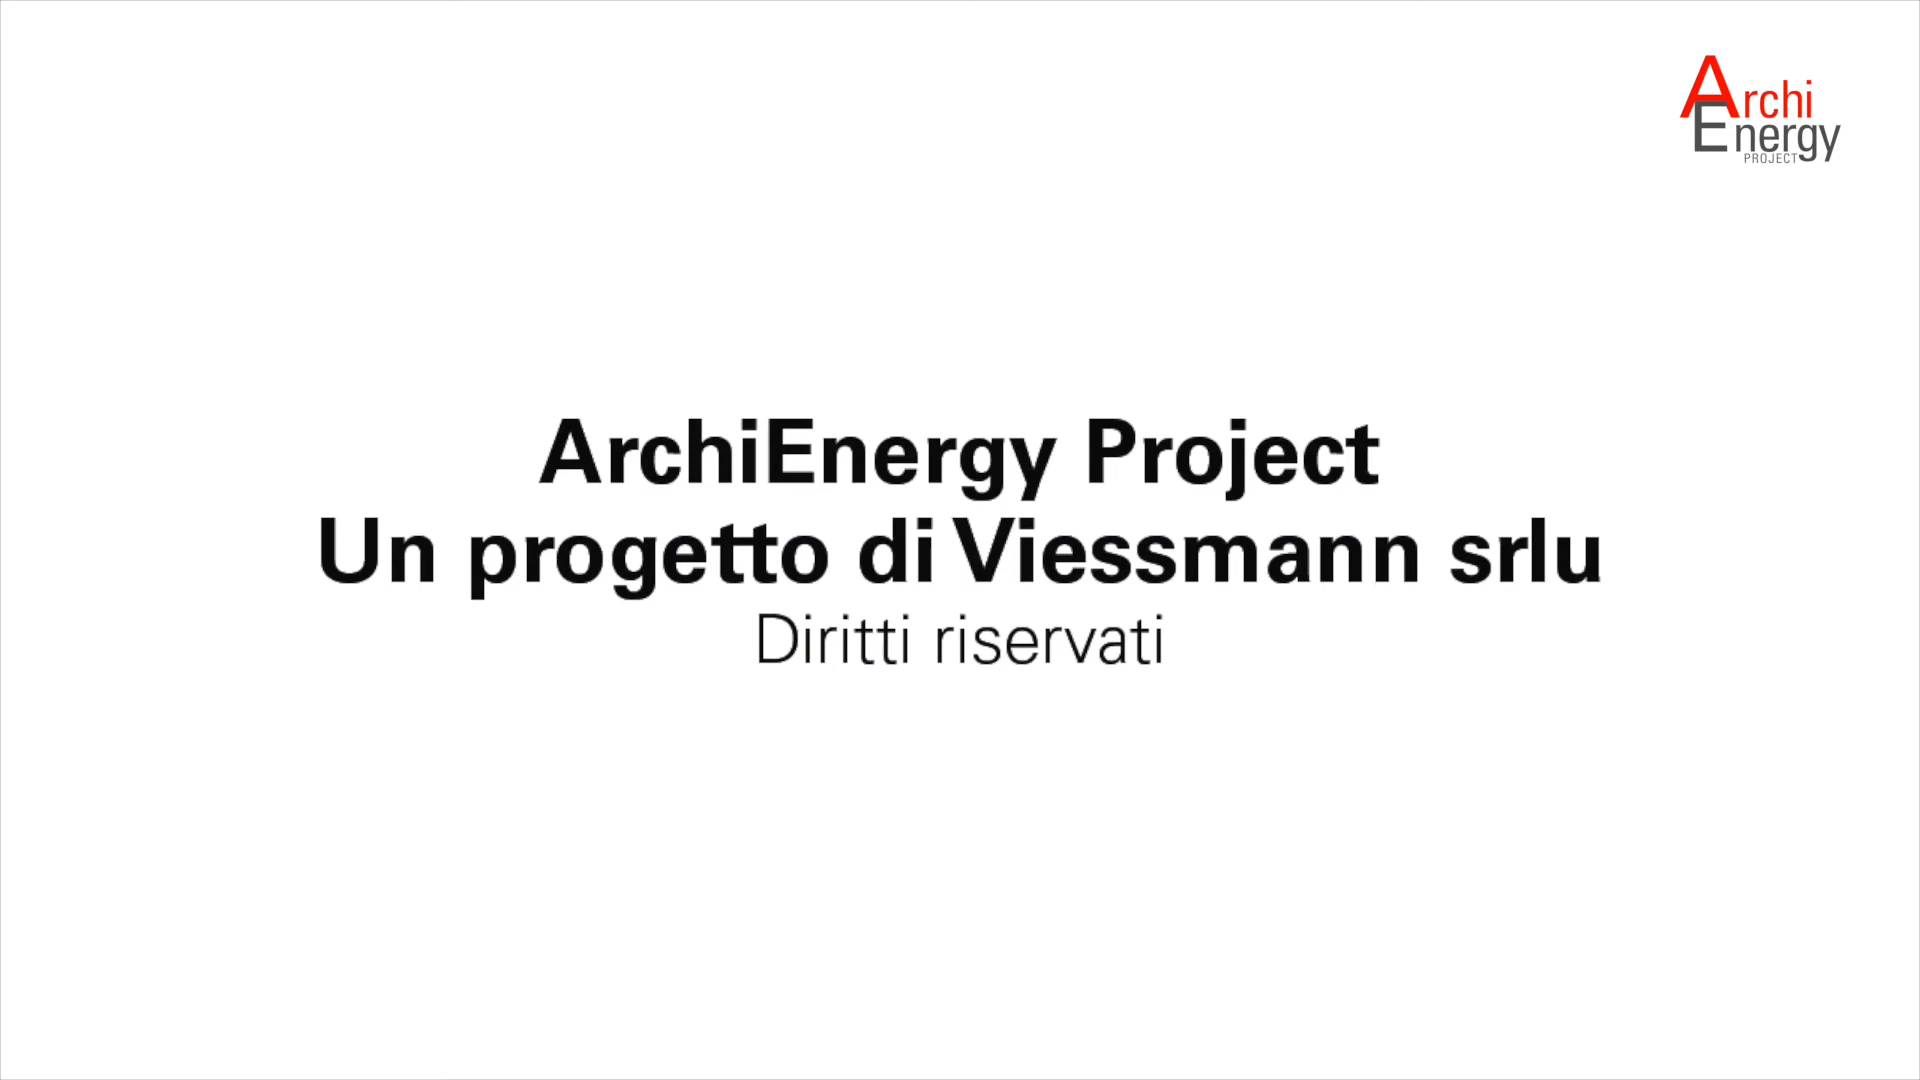 Archi
Energy
PROJECT
ArchiEnergy Project
Un progetto di Viessmann srlu
Diritti riservati